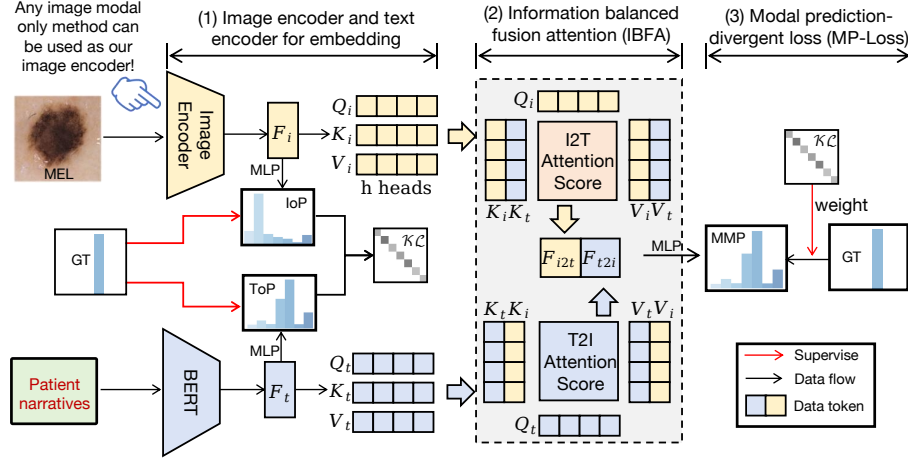 Any image modal
only method can
be used as our
image encoder!
(1) Image encoder and text
encoder for embedding
(2) Information balanced
fusion attention (IBFA)
(3) Modal prediction-
divergent loss (MP-Loss)
MEL
Image
Encoder
F_i
MLP
Q_i
K_i
V_i
h heads
IoP
GT
ToP
KL
MLP
Patient
narratives
BERT
F_t
Q_t
K_t
V_t
Q_i
I2T
Attention
Score
K_i K_t
V_i V_t
F_i2t
F_t2i
K_t K_i
V_t V_i
T2I
Attention
Score
Q_t
MLP
KL
weight
MMP
GT
Supervise
Data flow
Data token